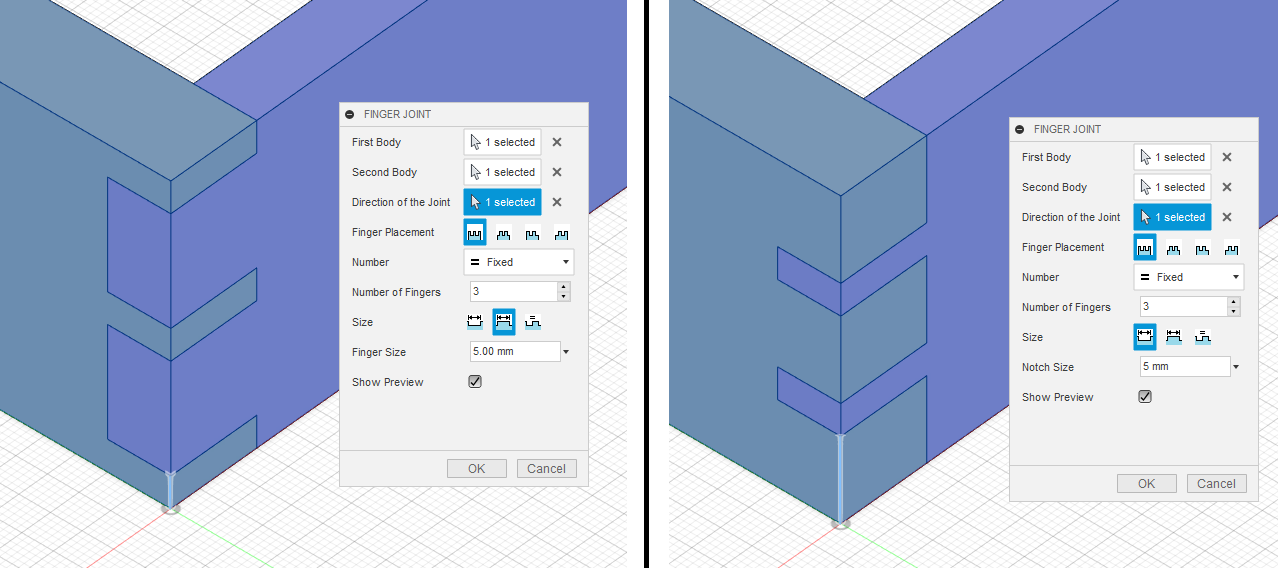 FINGER JOINT
First Body 1 selected
Second Body 1 selected
Direction of the Joint 1 selected
Finger Placement
Number Fixed
Number of Fingers 3
Size
Finger Size 5.00 mm
Show Preview
OK Cancel
FINGER JOINT
First Body 1 selected
Second Body 1 selected
Direction of the Joint 1 selected
Finger Placement
Number Fixed
Number of Fingers 3
Size
Notch Size 5 mm
Show Preview
OK Cancel